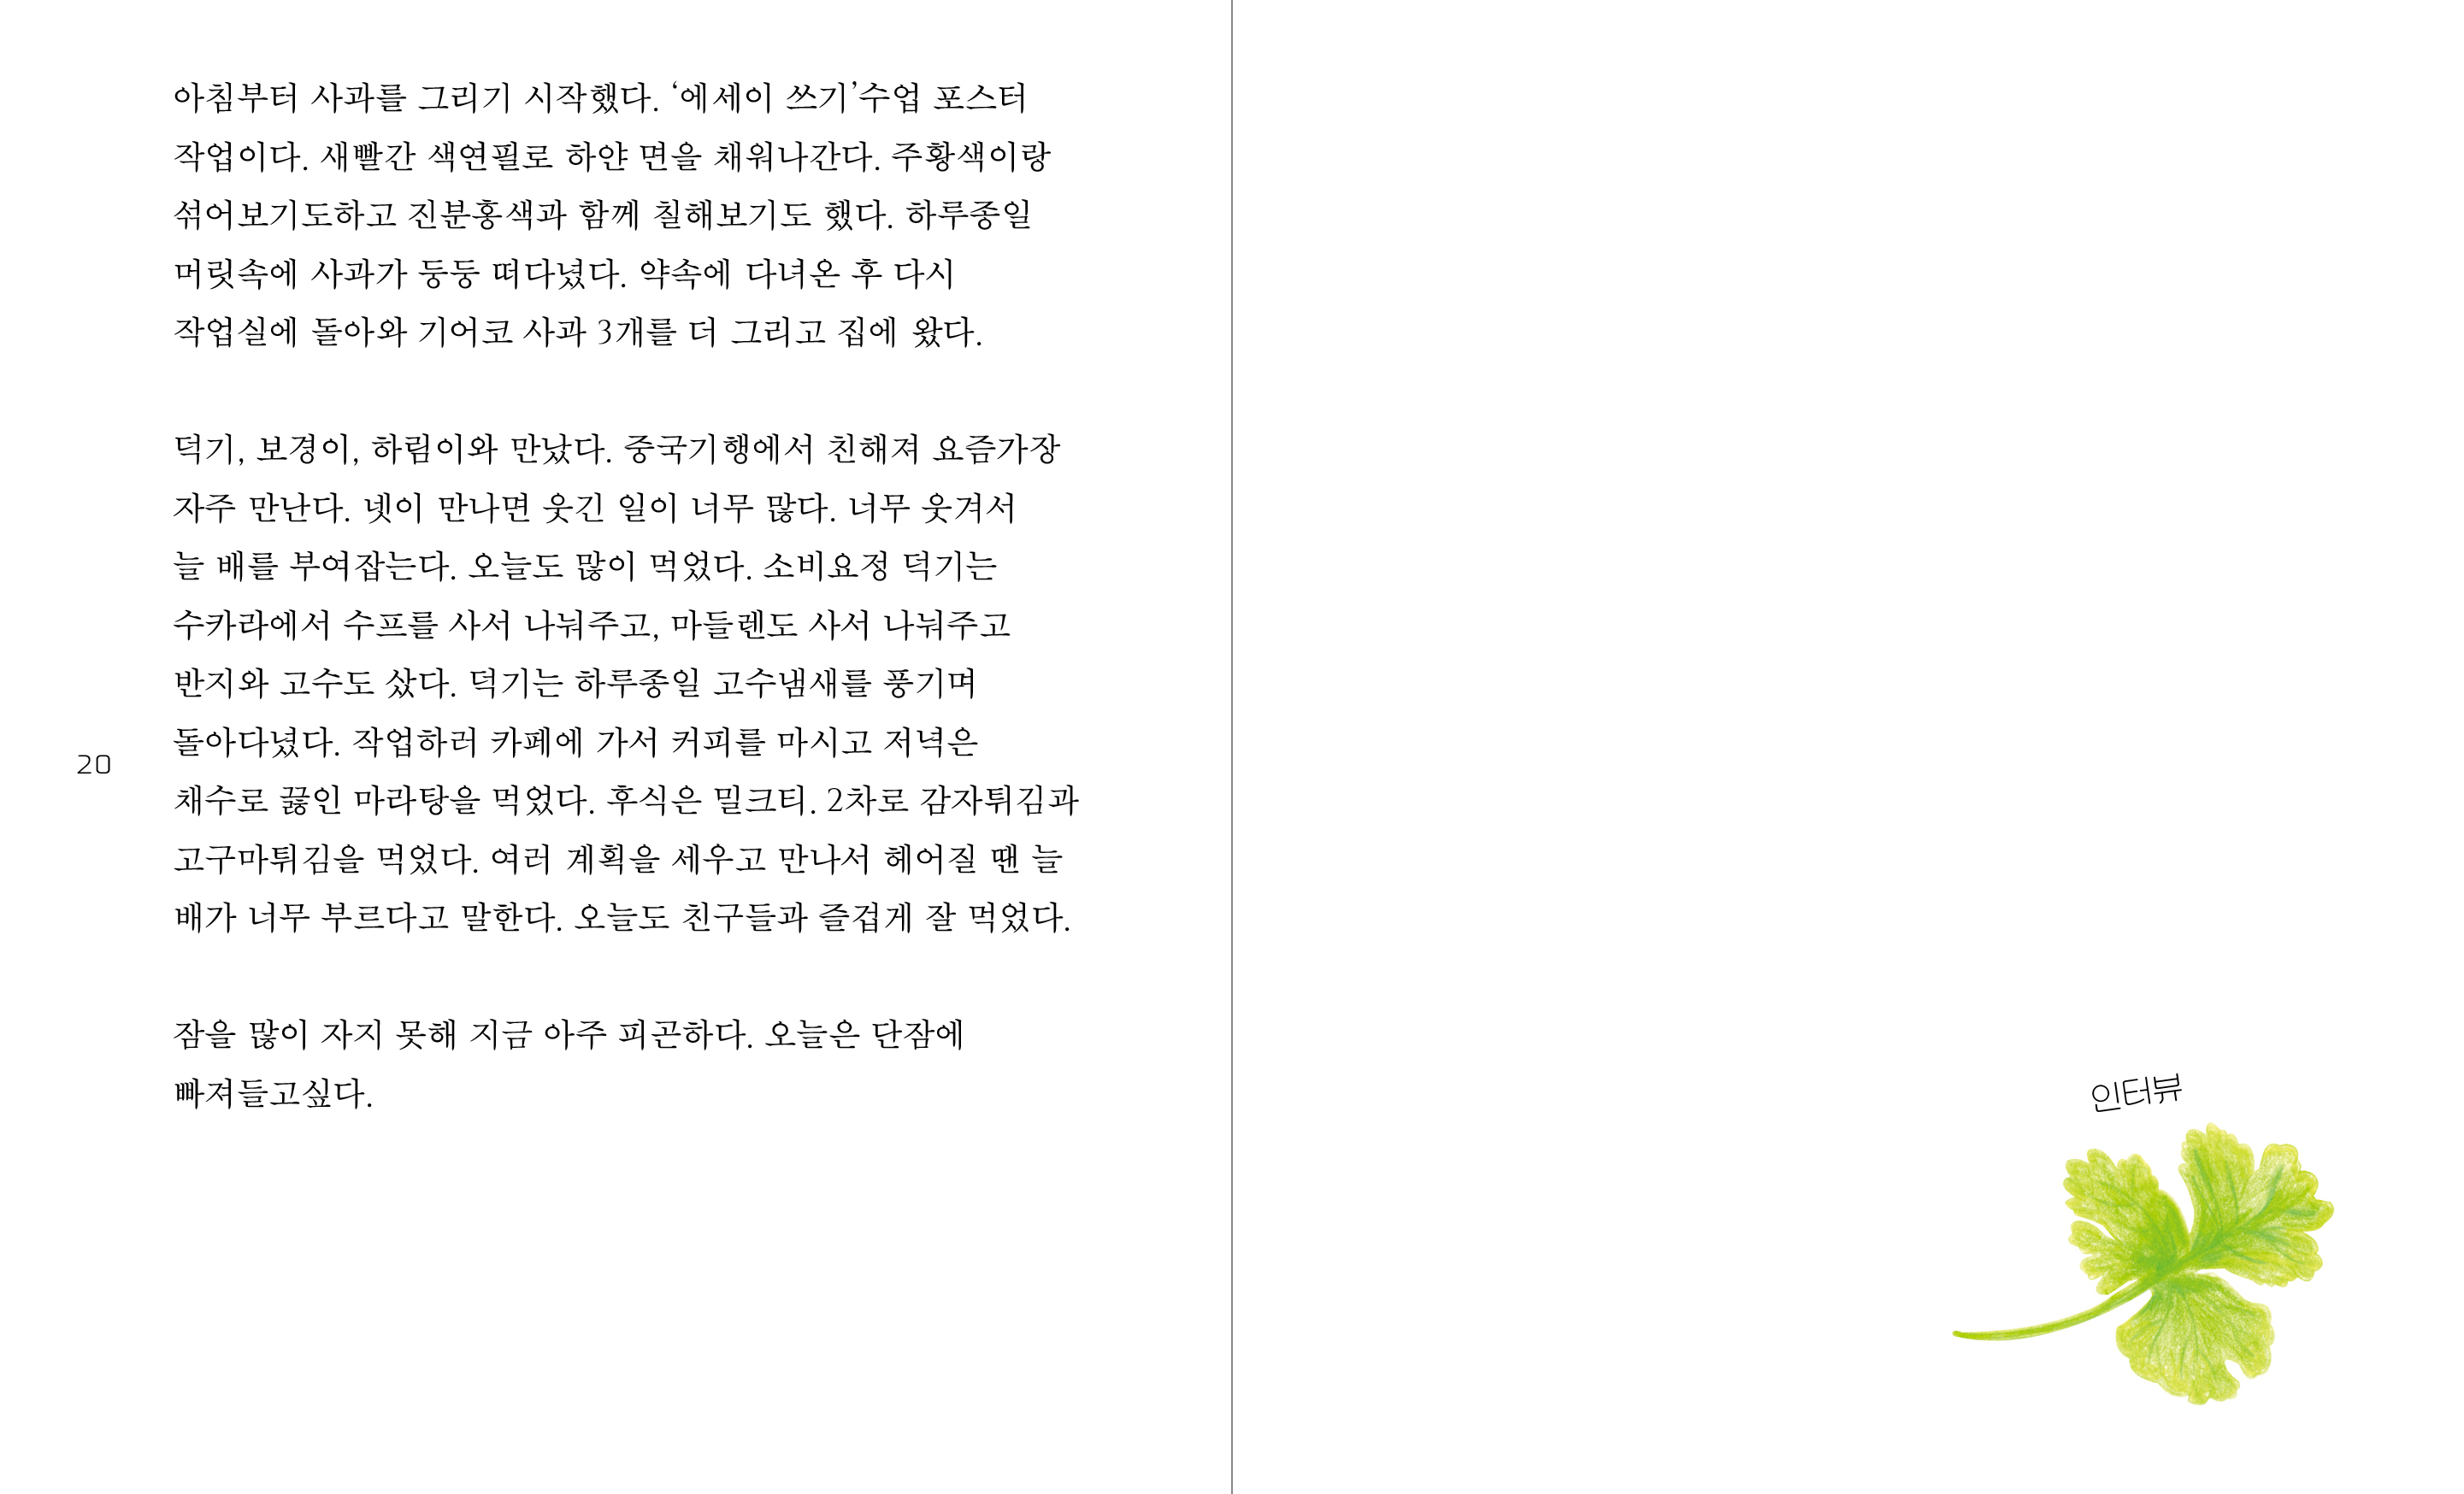 아침부터 사과를 그리기 시작했다. ‘에세이 쓰기’수업 포스터
작업이다. 새빨간 색연필로 하얀 면을 채워나간다. 주황색이랑
섞어보기도하고 진분홍색과 함께 칠해보기도 했다. 하루종일
머릿속에 사과가 둥둥 떠다녔다. 약속에 다녀온 후 다시
작업실에 돌아와 기어코 사과 3개를 더 그리고 집에 왔다.
덕기, 보경이, 하림이와 만났다. 중국기행에서 친해져 요즘가장
자주 만난다. 넷이 만나면 웃긴 일이 너무 많다. 너무 웃겨서
늘 배를 부여잡는다. 오늘도 많이 먹었다. 소비요정 덕기는
수카라에서 수프를 사서 나눠주고, 마들렌도 사서 나눠주고
반지와 고수도 샀다. 덕기는 하루종일 고수냄새를 풍기며
돌아다녔다. 작업하러 카페에 가서 커피를 마시고 저녁은
채수로 끓인 마라탕을 먹었다. 후식은 밀크티. 2차로 감자튀김과
고구마튀김을 먹었다. 여러 계획을 세우고 만나서 헤어질 땐 늘
배가 너무 부르다고 말한다. 오늘도 친구들과 즐겁게 잘 먹었다.
잠을 많이 자지 못해 지금 아주 피곤하다. 오늘은 단잠에
빠져들고싶다.
20
인터뷰